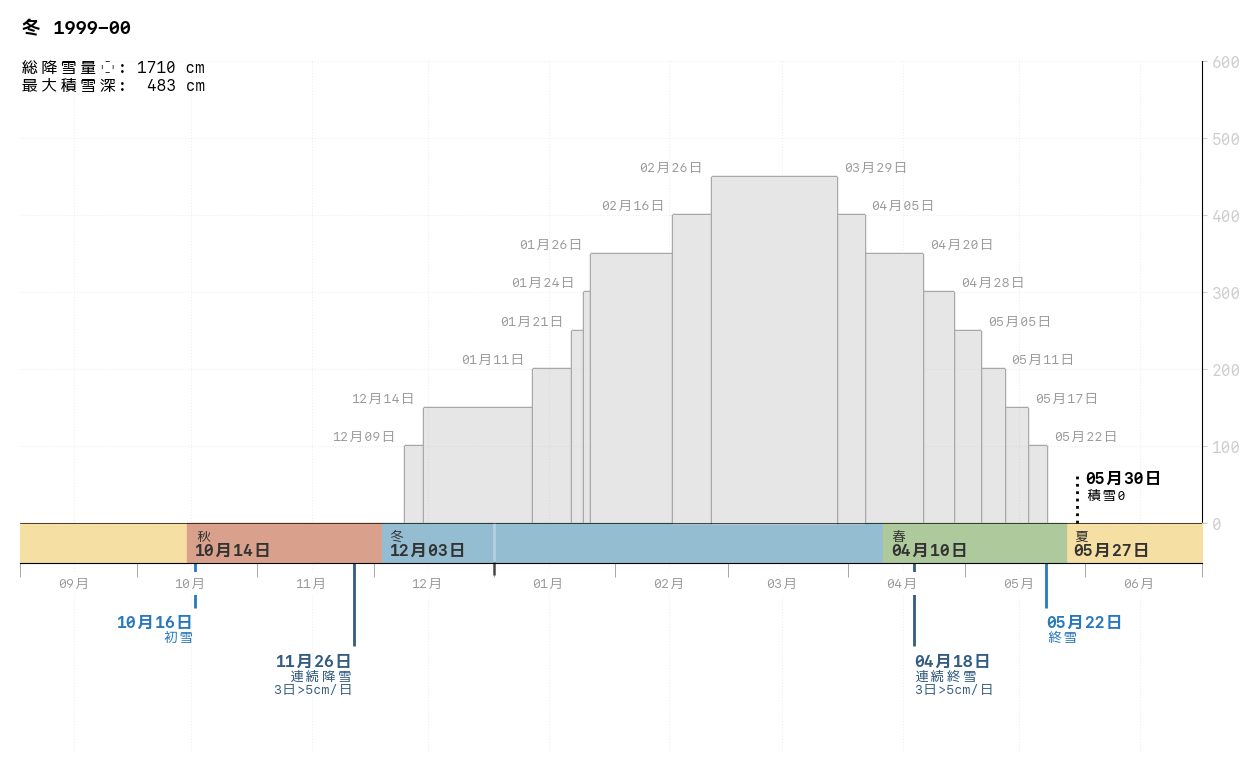 冬 1999-00
総降雪量: 1710 cm
最大積雪深: 483 cm
600
500
400
300
200
100
0
02月26日
03月29日
02月16日
04月05日
01月26日
04月20日
01月24日
04月28日
01月21日
05月05日
01月11日
05月11日
12月14日
05月17日
12月09日
05月22日
05月30日
積雪0
秋
10月14日
冬
12月03日
春
04月10日
夏
05月27日
09月
10月
11月
12月
01月
02月
03月
04月
05月
06月
10月16日
初雪
11月26日
連続降雪
3日>5cm/日
04月18日
連続終雪
3日>5cm/日
05月22日
終雪